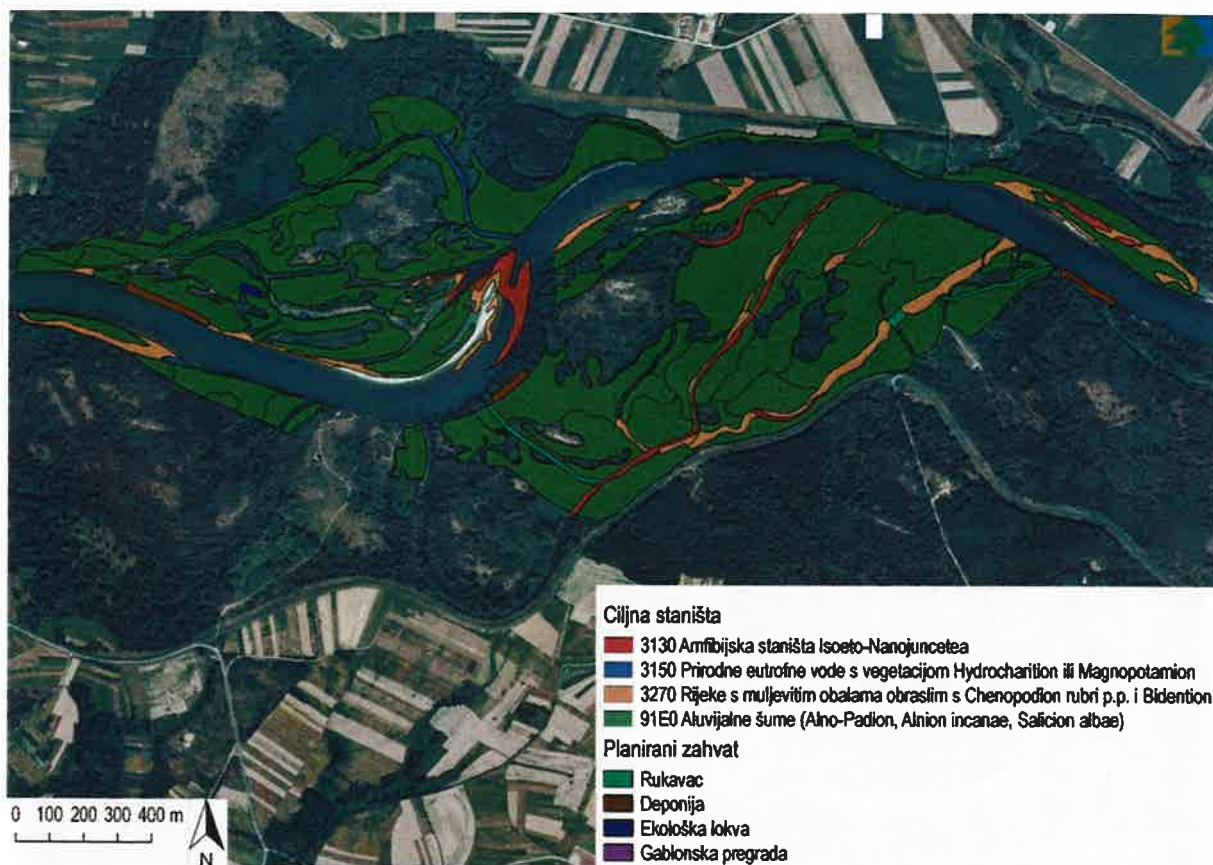 Ciljna staništa
3130 Amfibijska staništa Isoeto-Nanojuncetea
3150 Prirodne eutrofne vode s vegetacijom Hydrocharition ili Magnopotamion
3270 Rijeke s muljevitim obalama obraslim s Chenopodion rubri p.p. i Bidention
91E0 Aluvijalne šume (Alno-Padion, Alnion incanae, Salicion albae)
Planirani zahvat
Rukavac
Deponija
Ekološka lokva
Gabionska pregrada
0 100 200 300 400 m
N